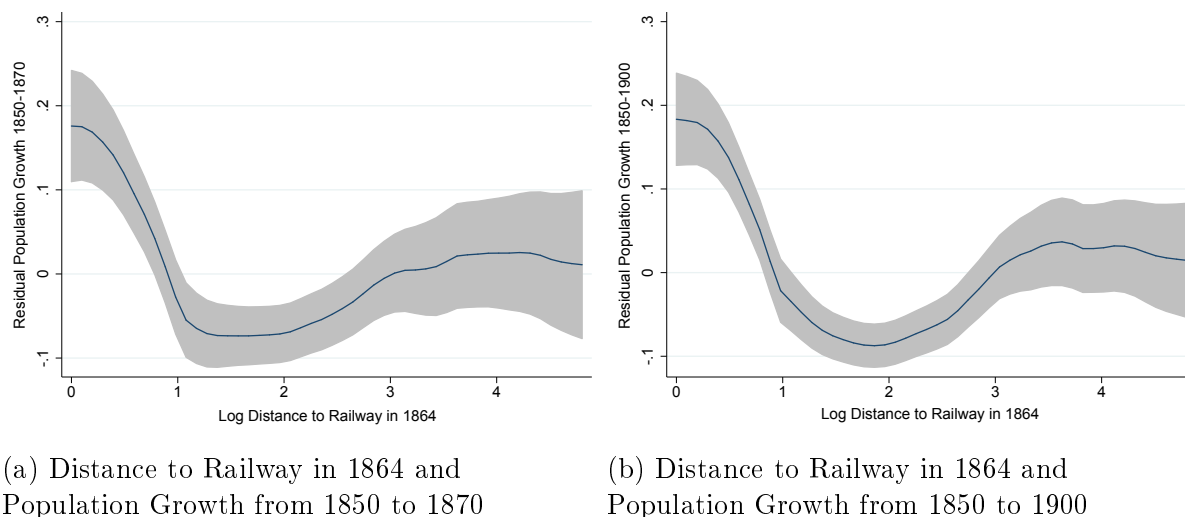 .3
.2
.1
0
-.1
Residual Population Growth 1850-1870
0 1 2 3 4
Log Distance to Railway in 1864
(a) Distance to Railway in 1864 and
Population Growth from 1850 to 1870
.3
.2
.1
0
-.1
Residual Population Growth 1850-1900
0 1 2 3 4
Log Distance to Railway in 1864
(b) Distance to Railway in 1864 and
Population Growth from 1850 to 1900